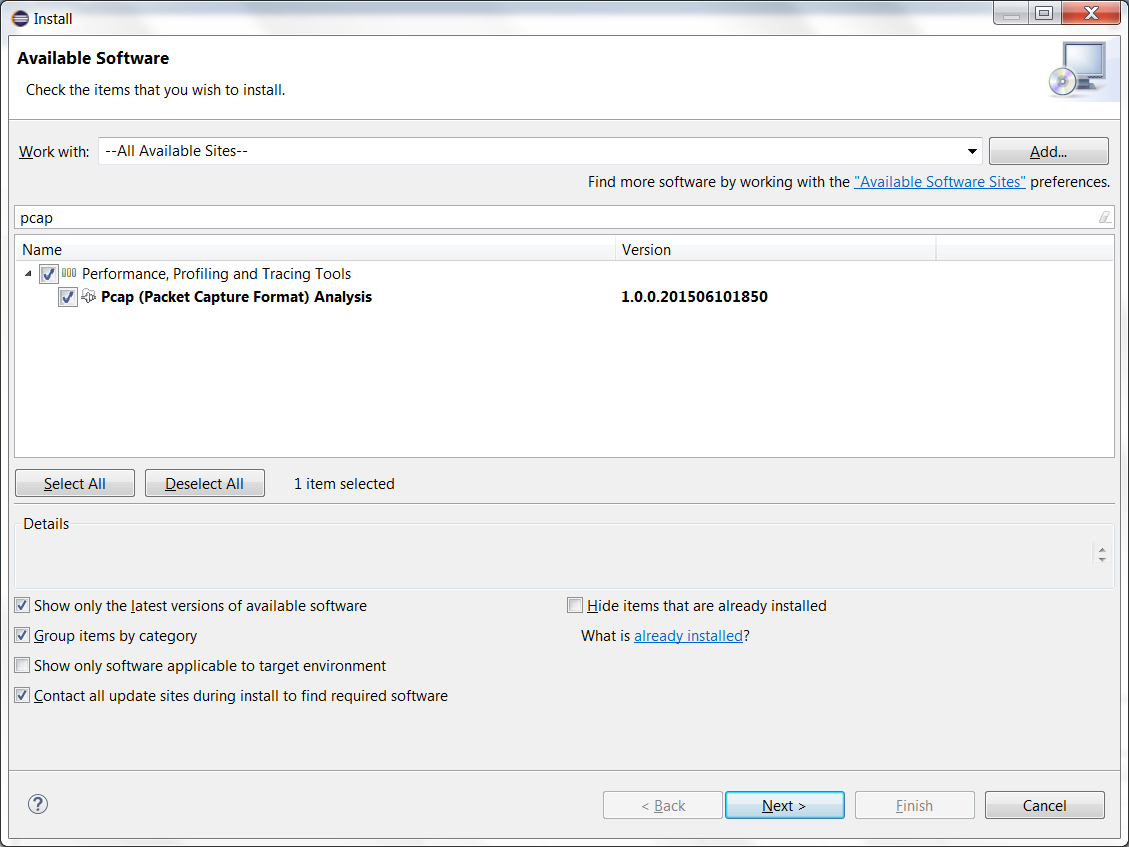 Install
Available Software
Check the items that you wish to install.
Work with: --All Available Sites-- Add...
Find more software by working with the "Available Software Sites" preferences.
pcap
Name Version
Performance, Profiling and Tracing Tools
Pcap (Packet Capture Format) Analysis 1.0.0.201506101850
Select All Deselect All 1 item selected
Details
Show only the latest versions of available software Hide items that are already installed
Group items by category What is already installed?
Show only software applicable to target environment
Contact all update sites during install to find required software
? < Back Next > Finish Cancel